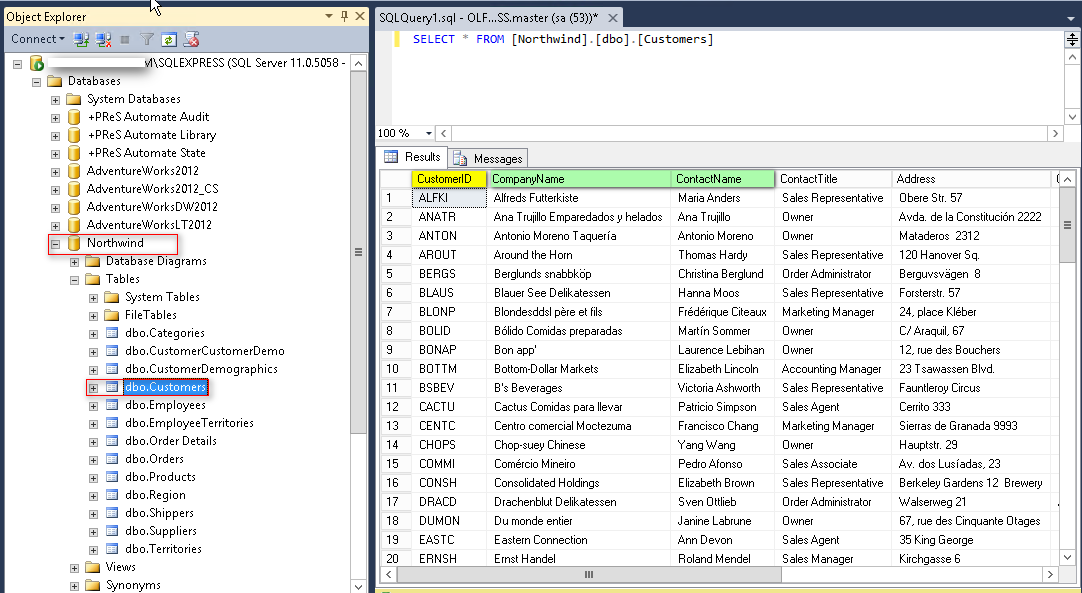 Object Explorer
Connect
\SQLEXPRESS (SQL Server 11.0.5058 -
Databases
System Databases
+PReS Automate Audit
+PReS Automate Library
+PReS Automate State
AdventureWorks2012
AdventureWorks2012_CS
AdventureWorksDW2012
AdventureWorksLT2012
Northwind
Database Diagrams
Tables
System Tables
FileTables
dbo.Categories
dbo.CustomerCustomerDemo
dbo.CustomerDemographics
dbo.Customers
dbo.Employees
dbo.EmployeeTerritories
dbo.Order Details
dbo.Orders
dbo.Products
dbo.Region
dbo.Shippers
dbo.Suppliers
dbo.Territories
Views
Synonyms
SQLQuery1.sql - OLF...SS.master (sa (53))*
SELECT * FROM [Northwind].[dbo].[Customers]
100 %
Results Messages
CustomerID CompanyName ContactName ContactTitle Address
1 ALFKI Alfreds Futterkiste Maria Anders Sales Representative Obere Str. 57
2 ANATR Ana Trujillo Emparedados y helados Ana Trujillo Owner Avda. de la Constitución 2222
3 ANTON Antonio Moreno Taquería Antonio Moreno Owner Mataderos 2312
4 AROUT Around the Horn Thomas Hardy Sales Representative 120 Hanover Sq.
5 BERGS Berglunds snabbköp Christina Berglund Order Administrator Berguvsvägen 8
6 BLAUS Blauer See Delikatessen Hanna Moos Sales Representative Forsterstr. 57
7 BLONP Blondesddsl père et fils Frédérique Citeaux Marketing Manager 24, place Kléber
8 BOLID Bólido Comidas preparadas Martín Sommer Owner C/ Araquil, 67
9 BONAP Bon app' Laurence Lebihan Owner 12, rue des Bouchers
10 BOTTM Bottom-Dollar Markets Elizabeth Lincoln Accounting Manager 23 Tsawassen Blvd.
11 BSBEV B's Beverages Victoria Ashworth Sales Representative Fauntleroy Circus
12 CACTU Cactus Comidas para llevar Patricio Simpson Sales Agent Cerrito 333
13 CENTC Centro comercial Moctezuma Francisco Chang Marketing Manager Sierras de Granada 9993
14 CHOPS Chop-suey Chinese Yang Wang Owner Hauptstr. 29
15 COMMI Comércio Mineiro Pedro Afonso Sales Associate Av. dos Lusíadas, 23
16 CONSH Consolidated Holdings Elizabeth Brown Sales Representative Berkeley Gardens 12 Brewery
17 DRACD Drachenblut Delikatessen Sven Ottlieb Order Administrator Walserweg 21
18 DUMON Du monde entier Janine Labrune Owner 67, rue des Cinquante Otages
19 EASTC Eastern Connection Ann Devon Sales Agent 35 King George
20 ERNSH Ernst Handel Roland Mendel Sales Manager Kirchgasse 6